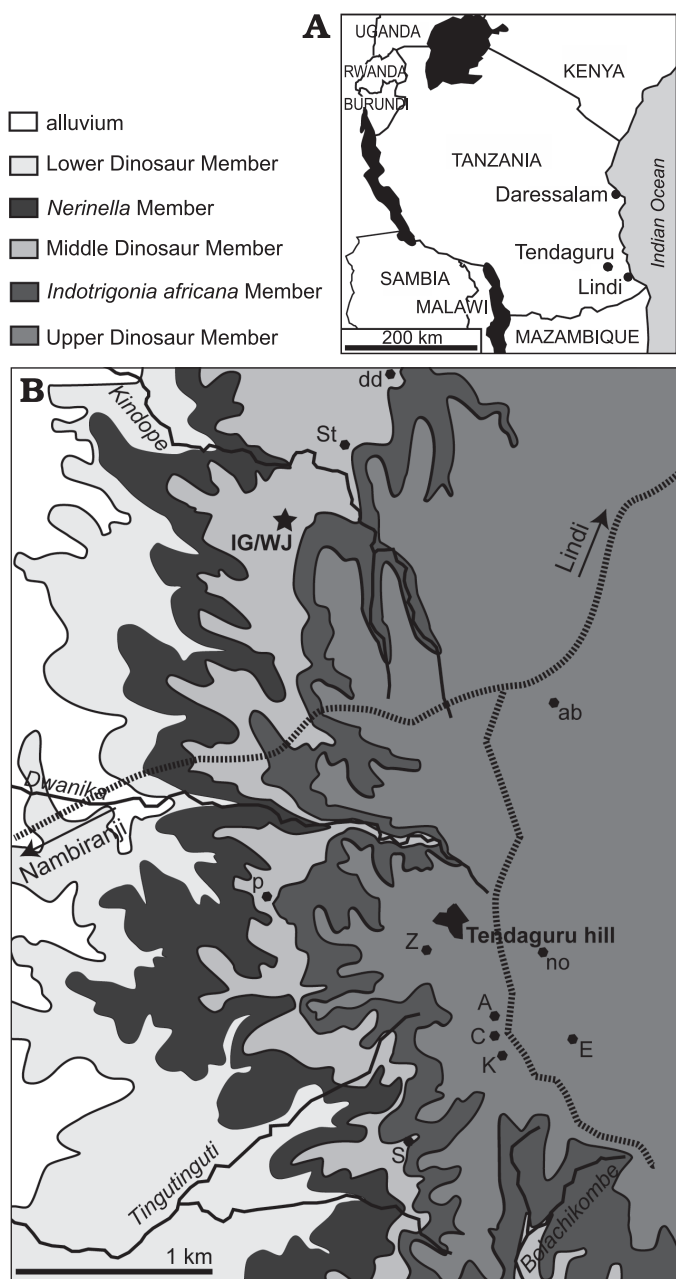 A
UGANDA
RWANDA
BURUNDI
KENYA
TANZANIA
Daressalam
Indian Ocean
Tendaguru
Lindi
SAMBIA
MALAWI
MAZAMBIQUE
200 km
alluvium
Lower Dinosaur Member
Nerinella Member
Middle Dinosaur Member
Indotrigonia africana Member
Upper Dinosaur Member
B
Kindope
dd
St
IG/WJ
Lindi
ab
Dwanika
Nambiranji
p
Tendaguru hill
Z
no
A
C
E
K
S
Tingutinguti
Bolachikombe
1 km